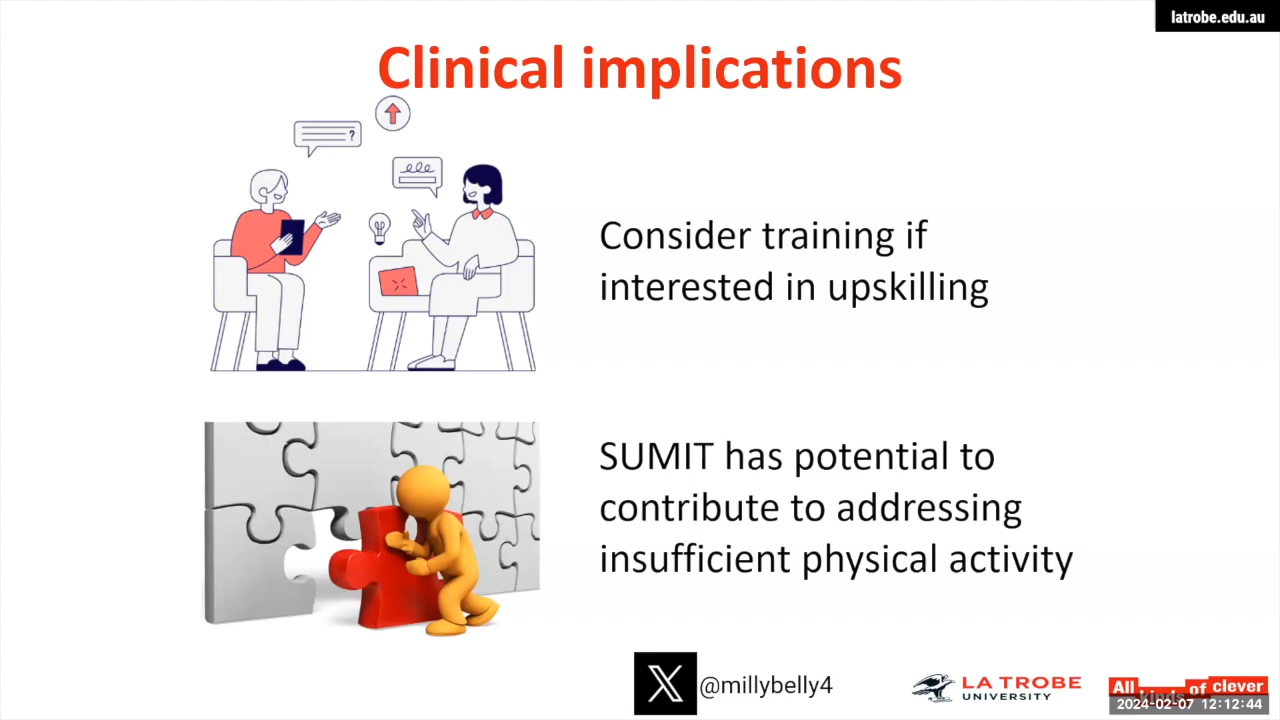 latrobe.edu.au
Clinical implications
?
Consider training if
interested in upskilling
SUMIT has potential to
contribute to addressing
insufficient physical activity
X @millybelly4
LA TROBE
UNIVERSITY
All kinds of clever
2024-02-07 12:12:44